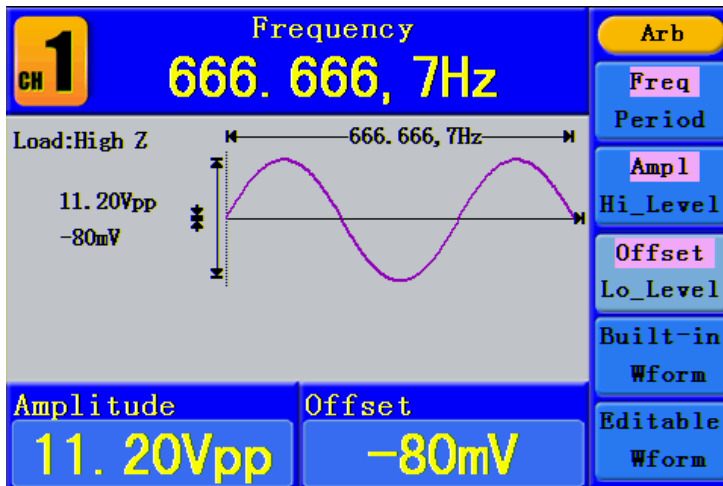 CH 1
Frequency
666.666,7Hz
Load:High Z
666.666,7Hz
11.20Vpp
-80mV
Amplitude
11.20Vpp
Offset
-80mV
Arb
Freq
Period
Ampl
Hi_Level
Offset
Lo_Level
Built-in
Wform
Editable
Wform